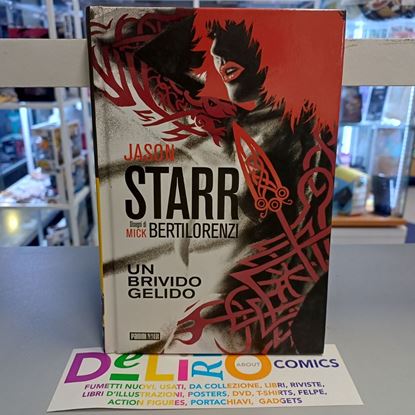 JASON
STARR
Disegni di
MICK BERTILORENZI
UN
BRIVIDO
GELIDO
PANINI
DeLiRO ABOUT COMICS
FUMETTI NUOVI, USATI, DA COLLEZIONE, LIBRI, RIVISTE,
LIBRI D'ILLUSTRAZIONI, POSTERS, DVD, T-SHIRTS, FELPE,
ACTION FIGURES, PORTACHIAVI, GADGETS